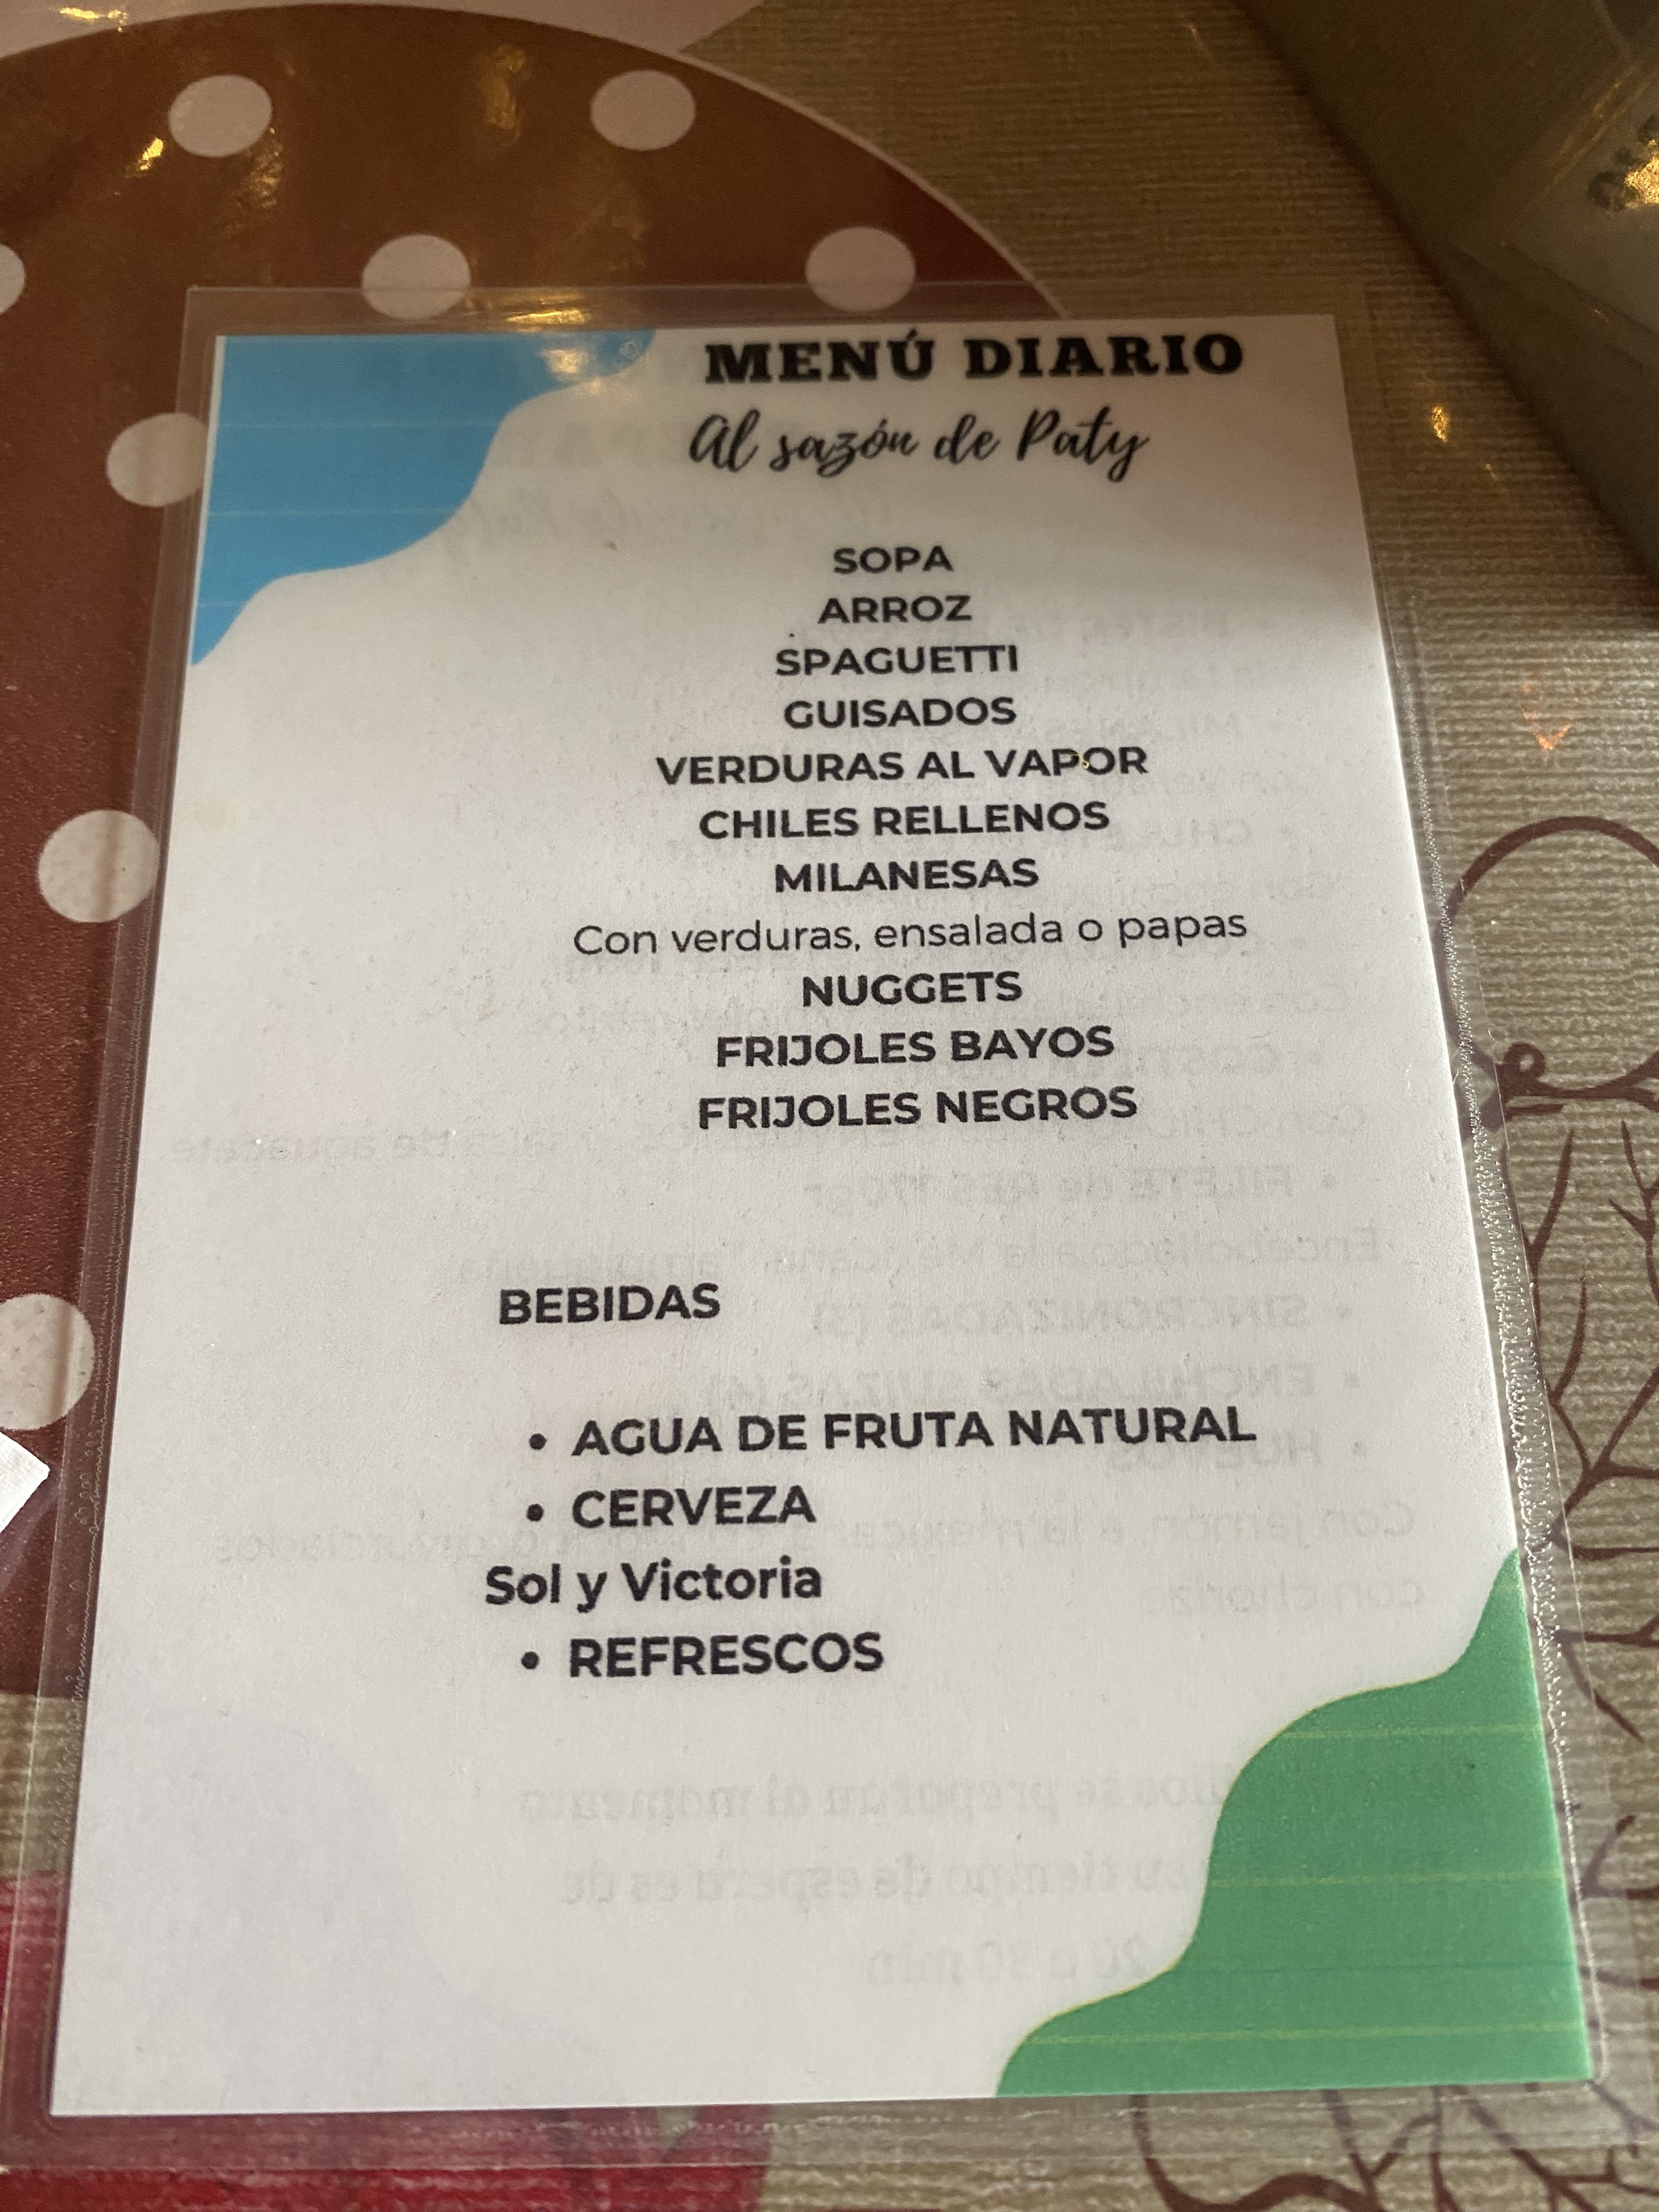 MENÚ DIARIO
Al sazón de Paty
SOPA
ARROZ
SPAGUETTI
GUISADOS
VERDURAS AL VAPOR
CHILES RELLENOS
MILANESAS
Con verduras, ensalada o papas
NUGGETS
FRIJOLES BAYOS
FRIJOLES NEGROS
BEBIDAS
• AGUA DE FRUTA NATURAL
• CERVEZA
Sol y Victoria
• REFRESCOS